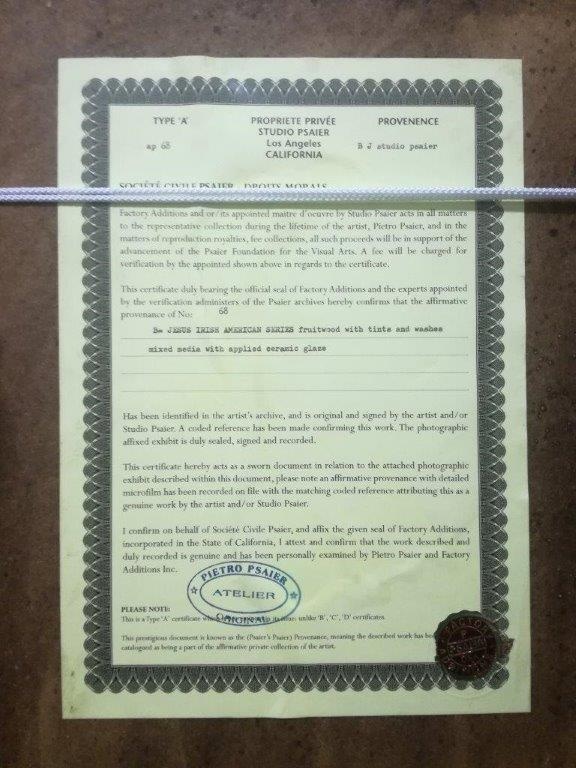 TYPE 'A'
ap 68
PROPRIETE PRIVÉE
STUDIO PSAIER
Los Angeles
CALIFORNIA
PROVENENCE
B J studio psaier
SOCIÉTÉ CIVILE PSAIER DROITS MORALS
Factory Additions and or/its appointed maitre d'oeuvre by Studio Psaier acts in all matters
to the representative collection during the lifetime of the artist, Pietro Psaier, and in the
matters of reproduction royalties, fee collections, all such proceeds will be in support of the
advancement of the Psaier Foundation for the Visual Arts. A fee will be charged for
verification by the appointed shown above in regards to the certificate.
This certificate duly bearing the official seal of Factory Additions and the experts appointed
by the verification administers of the Psaier archives hereby confirms that the affirmative
provenance of No: 68
JESUS IRISH AMERICAN SERIES fruitwood with tints and washes
mixed media with applied ceramic glaze
Has been identified in the artist's archive, and is original and signed by the artist and/or
Studio Psaier. A coded reference has been made confirming this work. The photographic
affixed exhibit is duly sealed, signed and recorded.
This certificate hereby acts as a sworn document in relation to the attached photographic
exhibit described within this document, please note an affirmative provenance with detailed
microfilm has been recorded on file with the matching coded reference attributing this as a
genuine work by the artist and/or Studio Psaier.
I confirm on behalf of Société Civile Psaier, and affix the given seal of Factory Additions,
incorporated in the State of California, I attest and confirm that the work described and
duly recorded is genuine and has been personally examined by Pietro Psaier and Factory
Additions Inc.
PIETRO PSAIER
ATELIER
ORIGINAL
PLEASE NOTE:
This is a Type 'A' certificate unlike 'B', 'C', 'D' certificates.
This prestigious document is known as the (Psaier's Psaier) Provenance, meaning the described work has
catalogued as being a part of the affirmative private collection of the artist.
FACTORY